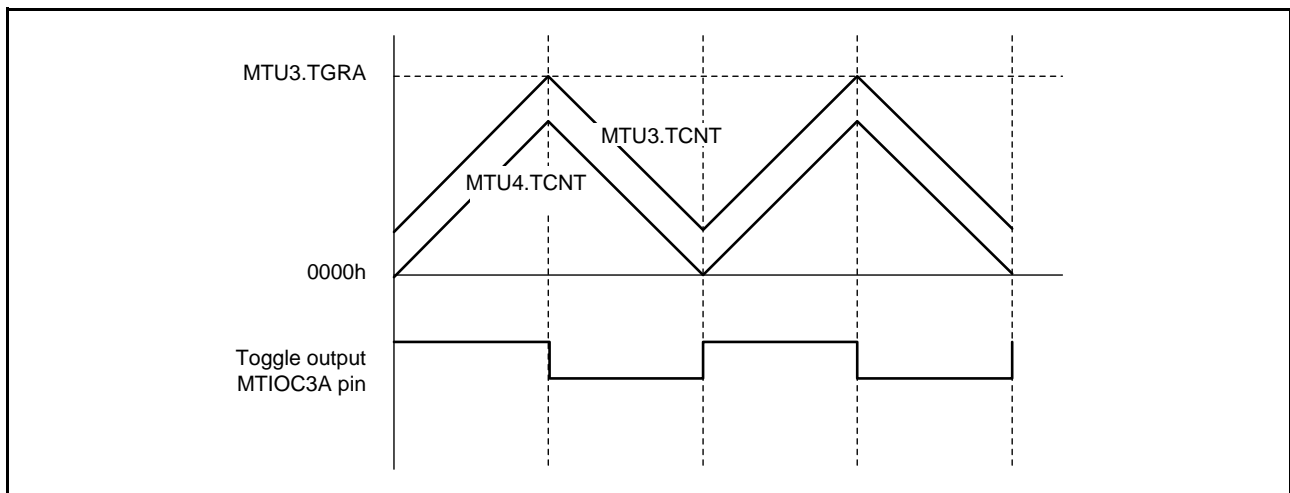 MTU3.TGRA
MTU3.TCNT
MTU4.TCNT
0000h
Toggle output
MTIOC3A pin